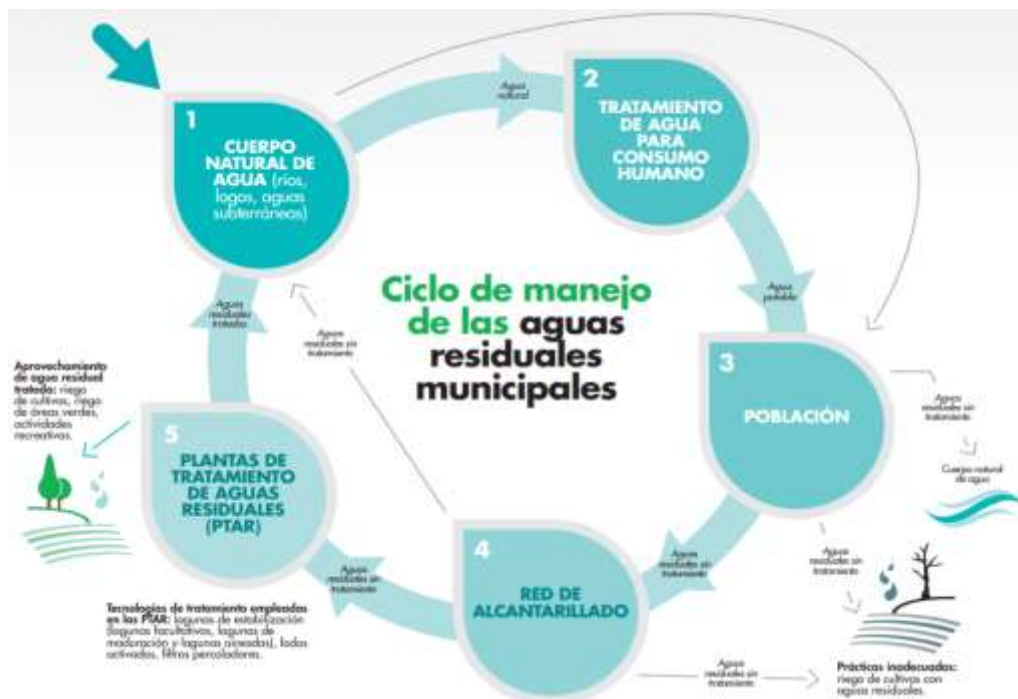 1
CUERPO
NATURAL DE
AGUA (ríos,
lagos, aguas
subterráneas)
Agua
natural
2
TRATAMIENTO
DE AGUA
PARA
CONSUMO
HUMANO
Agua
potable
Ciclo de manejo
de las aguas
residuales
municipales
3
POBLACIÓN
Aguas
residuales sin
tratamiento
Cuerpo natural
de agua
Aguas
residuales sin
tratamiento
Prácticas inadecuadas:
riego de cultivos con
aguas residuales.
Aguas
residuales sin
tratamiento
4
RED DE
ALCANTARILLADO
Aguas
residuales sin
tratamiento
Aguas
residuales sin
tratamiento
Aguas
residuales sin
tratamiento
5
PLANTAS DE
TRATAMIENTO
DE AGUAS
RESIDUALES
(PTAR)
Aguas
residuales
tratadas
Aprovechamiento
de agua residual
tratada: riego
de cultivos, riego
de áreas verdes,
actividades
recreativas.
Tecnologías de tratamiento empleadas
en las PTAR: lagunas de estabilización
(lagunas facultativas, lagunas de
maduración y lagunas aireadas), lodos
activados, filtros percoladores.